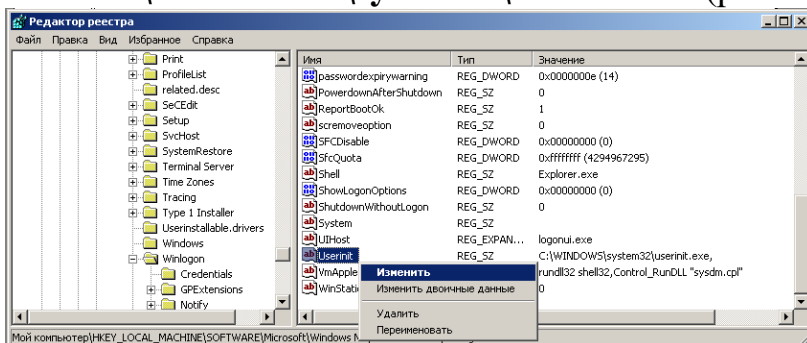 Редактор реестра
Файл Правка Вид Избранное Справка
Print
ProfileList
related.desc
SeCEdit
Setup
SvcHost
SystemRestore
Terminal Server
Time Zones
Tracing
Type 1 Installer
Userinstallable.drivers
Windows
Winlogon
Credentials
GPExtensions
Notify
Имя Тип Значение
passwordexpirywarning REG_DWORD 0x0000000e (14)
PowerdownAfterShutdown REG_SZ 0
ReportBootOk REG_SZ 1
scremoveoption REG_SZ 0
SFCDisable REG_DWORD 0x00000000 (0)
SfcQuota REG_DWORD 0xffffffff (4294967295)
Shell REG_SZ Explorer.exe
ShowLogonOptions REG_DWORD 0x00000000 (0)
ShutdownWithoutLogon REG_SZ 0
System REG_SZ
UIHost REG_EXPAN... logonui.exe
Userinit REG_SZ C:\WINDOWS\system32\userinit.exe,
VmApple rundll32 shell32,Control_RunDLL "sysdm.cpl"
WinStatio 0
Изменить
Изменить двоичные данные
Удалить
Переименовать
Мой компьютер\HKEY_LOCAL_MACHINE\SOFTWARE\Microsoft\Windows